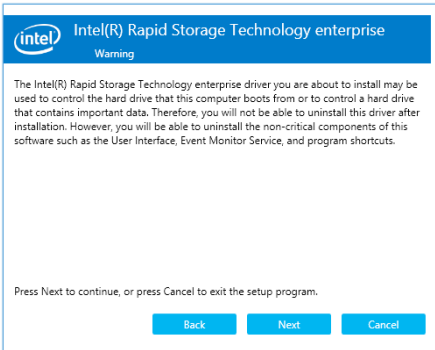 intel
Intel(R) Rapid Storage Technology enterprise
Warning
The Intel(R) Rapid Storage Technology enterprise driver you are about to install may be
used to control the hard drive that this computer boots from or to control a hard drive
that contains important data. Therefore, you will not be able to uninstall this driver after
installation. However, you will be able to uninstall the non-critical components of this
software such as the User Interface, Event Monitor Service, and program shortcuts.
Press Next to continue, or press Cancel to exit the setup program.
Back Next Cancel